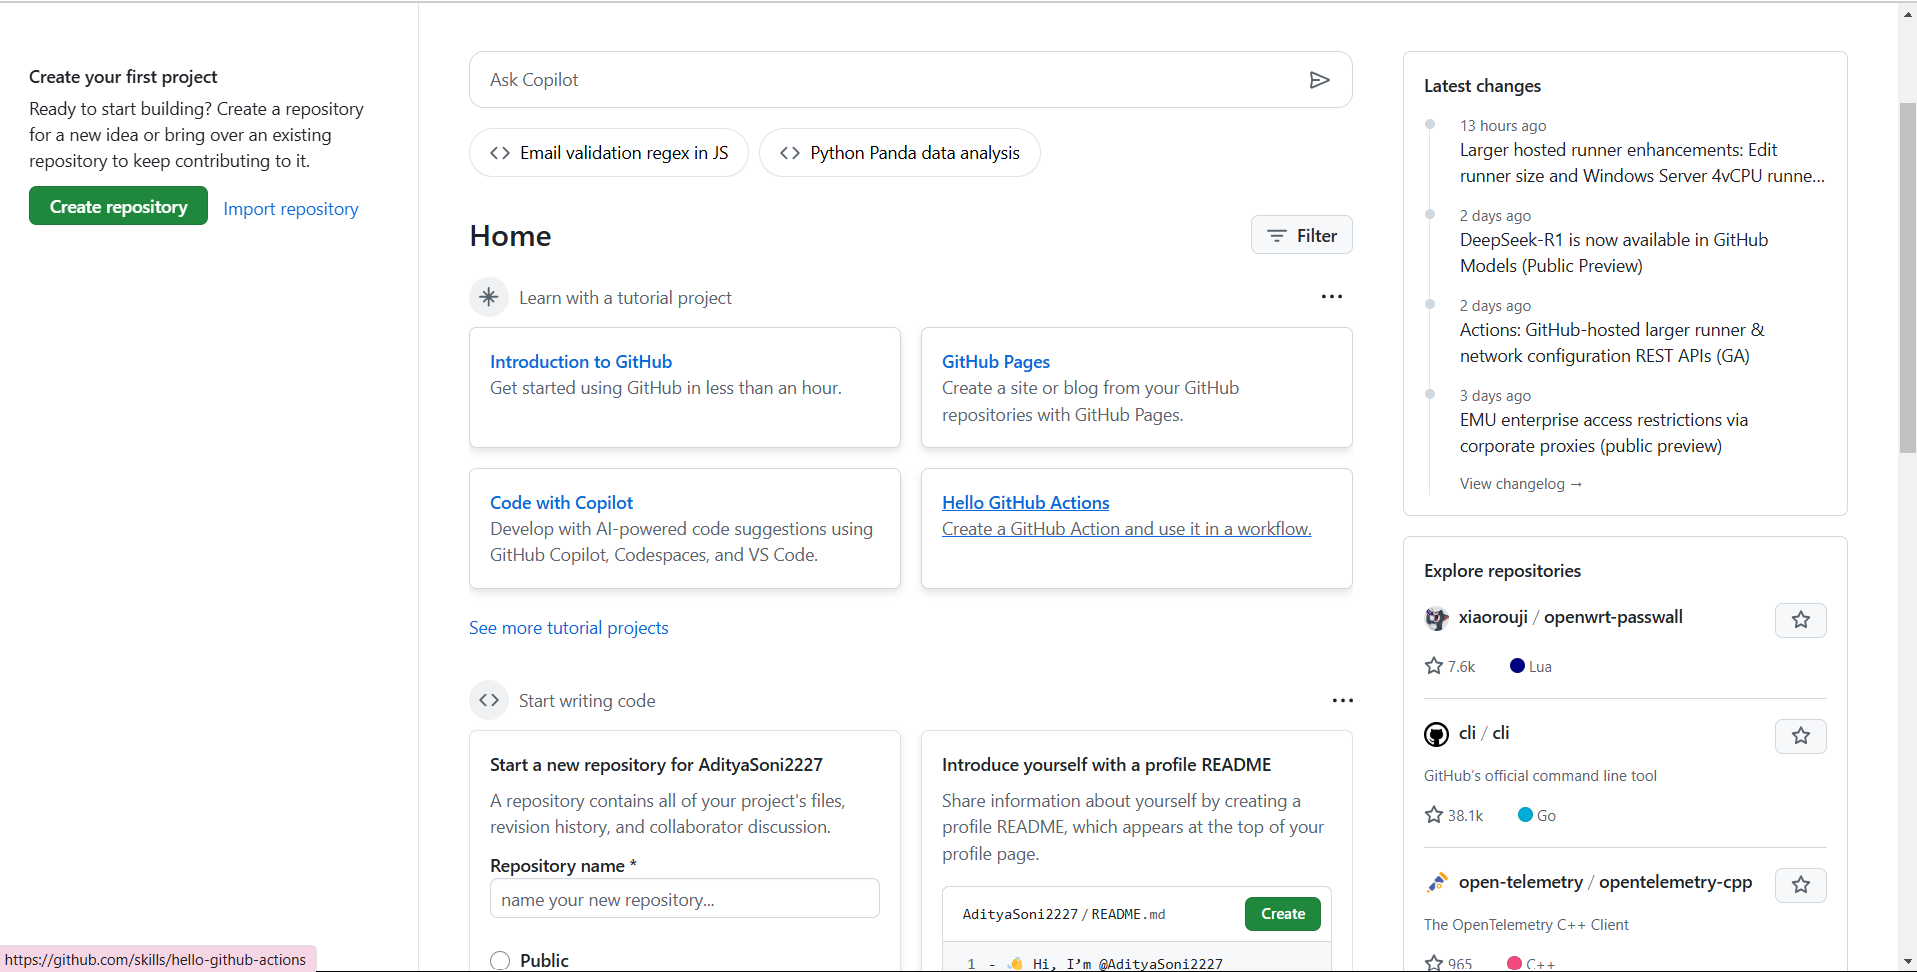 Create your first project
Ready to start building? Create a repository
for a new idea or bring over an existing
repository to keep contributing to it.
Create repository
Import repository
Ask Copilot
Email validation regex in JS
Python Panda data analysis
Home
Filter
Learn with a tutorial project
Introduction to GitHub
Get started using GitHub in less than an hour.
GitHub Pages
Create a site or blog from your GitHub
repositories with GitHub Pages.
Code with Copilot
Develop with AI-powered code suggestions using
GitHub Copilot, Codespaces, and VS Code.
Hello GitHub Actions
Create a GitHub Action and use it in a workflow.
See more tutorial projects
Start writing code
Start a new repository for AdityaSoni2227
A repository contains all of your project's files,
revision history, and collaborator discussion.
Repository name *
name your new repository...
Public
Introduce yourself with a profile README
Share information about yourself by creating a
profile README, which appears at the top of your
profile page.
AdityaSoni2227 / README.md
Create
1 - 👋 Hi, I’m @AdityaSoni2227
Latest changes
13 hours ago
Larger hosted runner enhancements: Edit
runner size and Windows Server 4vCPU runne...
2 days ago
DeepSeek-R1 is now available in GitHub
Models (Public Preview)
2 days ago
Actions: GitHub-hosted larger runner &
network configuration REST APIs (GA)
3 days ago
EMU enterprise access restrictions via
corporate proxies (public preview)
View changelog →
Explore repositories
xiaorouji / openwrt-passwall
7.6k
Lua
cli / cli
GitHub’s official command line tool
38.1k
Go
open-telemetry / opentelemetry-cpp
The OpenTelemetry C++ Client
965
C++
https://github.com/skills/hello-github-actions